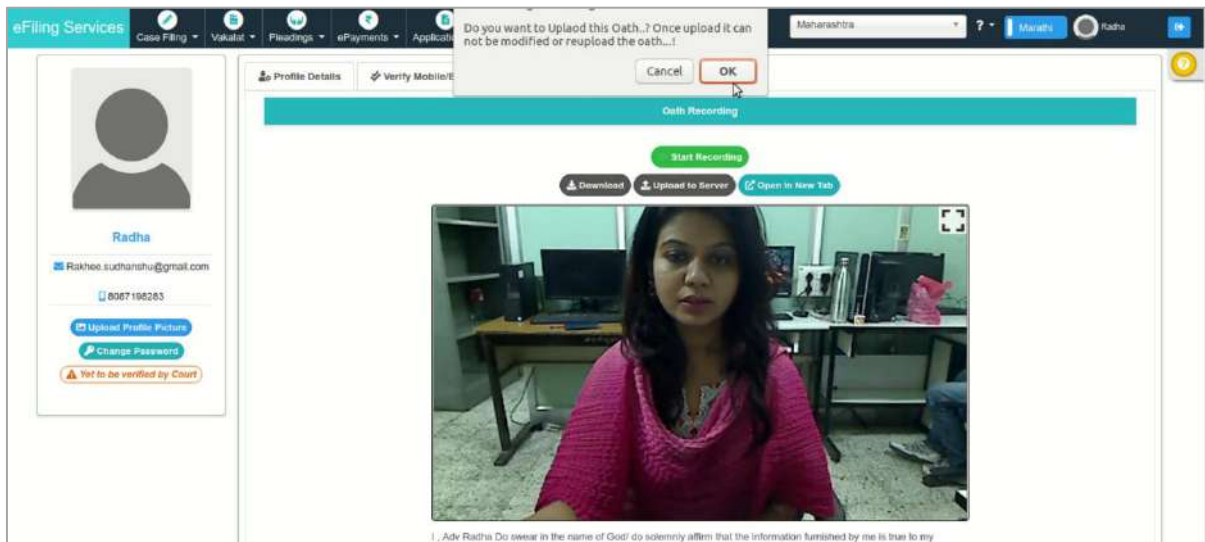 eFiling Services
Case Filing
Vakalat
Pleadings
ePayments
Applicati
Do you want to Uplaod this Oath..? Once upload it can
not be modified or reupload the oath...!
Cancel OK
Maharashtra
?
Marathi
Radha
Profile Details
Verify Mobile/E
Oath Recording
Start Recording
Download
Upload to Server
Open in New Tab
Radha
Rakhee.sudhanshu@gmail.com
8087198283
Upload Profile Picture
Change Password
Yet to be verified by Court
I , Adv Radha Do swear in the name of God/ do solemnly affirm that the information furnished by me is true to my